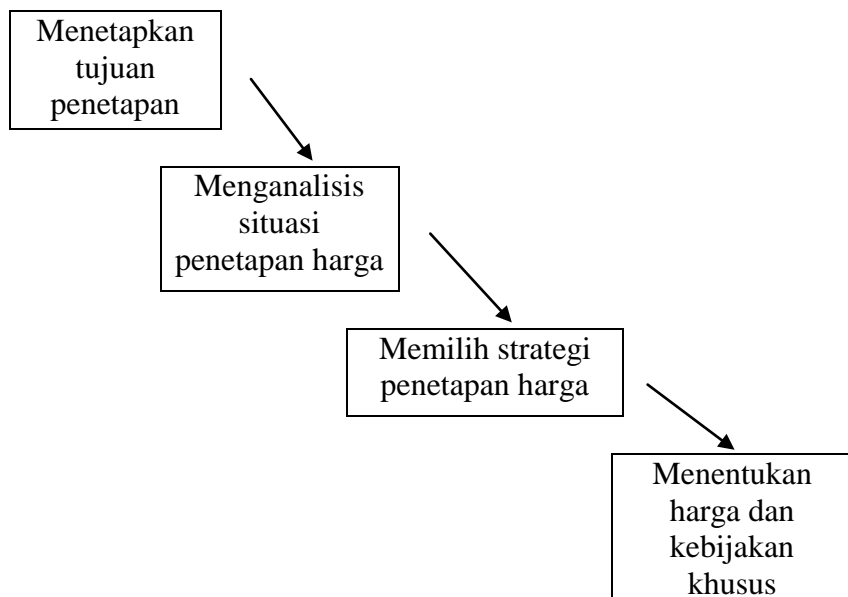 Menetapkan
tujuan
penetapan
Menganalisis
situasi
penetapan harga
Memilih strategi
penetapan harga
Menentukan
harga dan
kebijakan
khusus